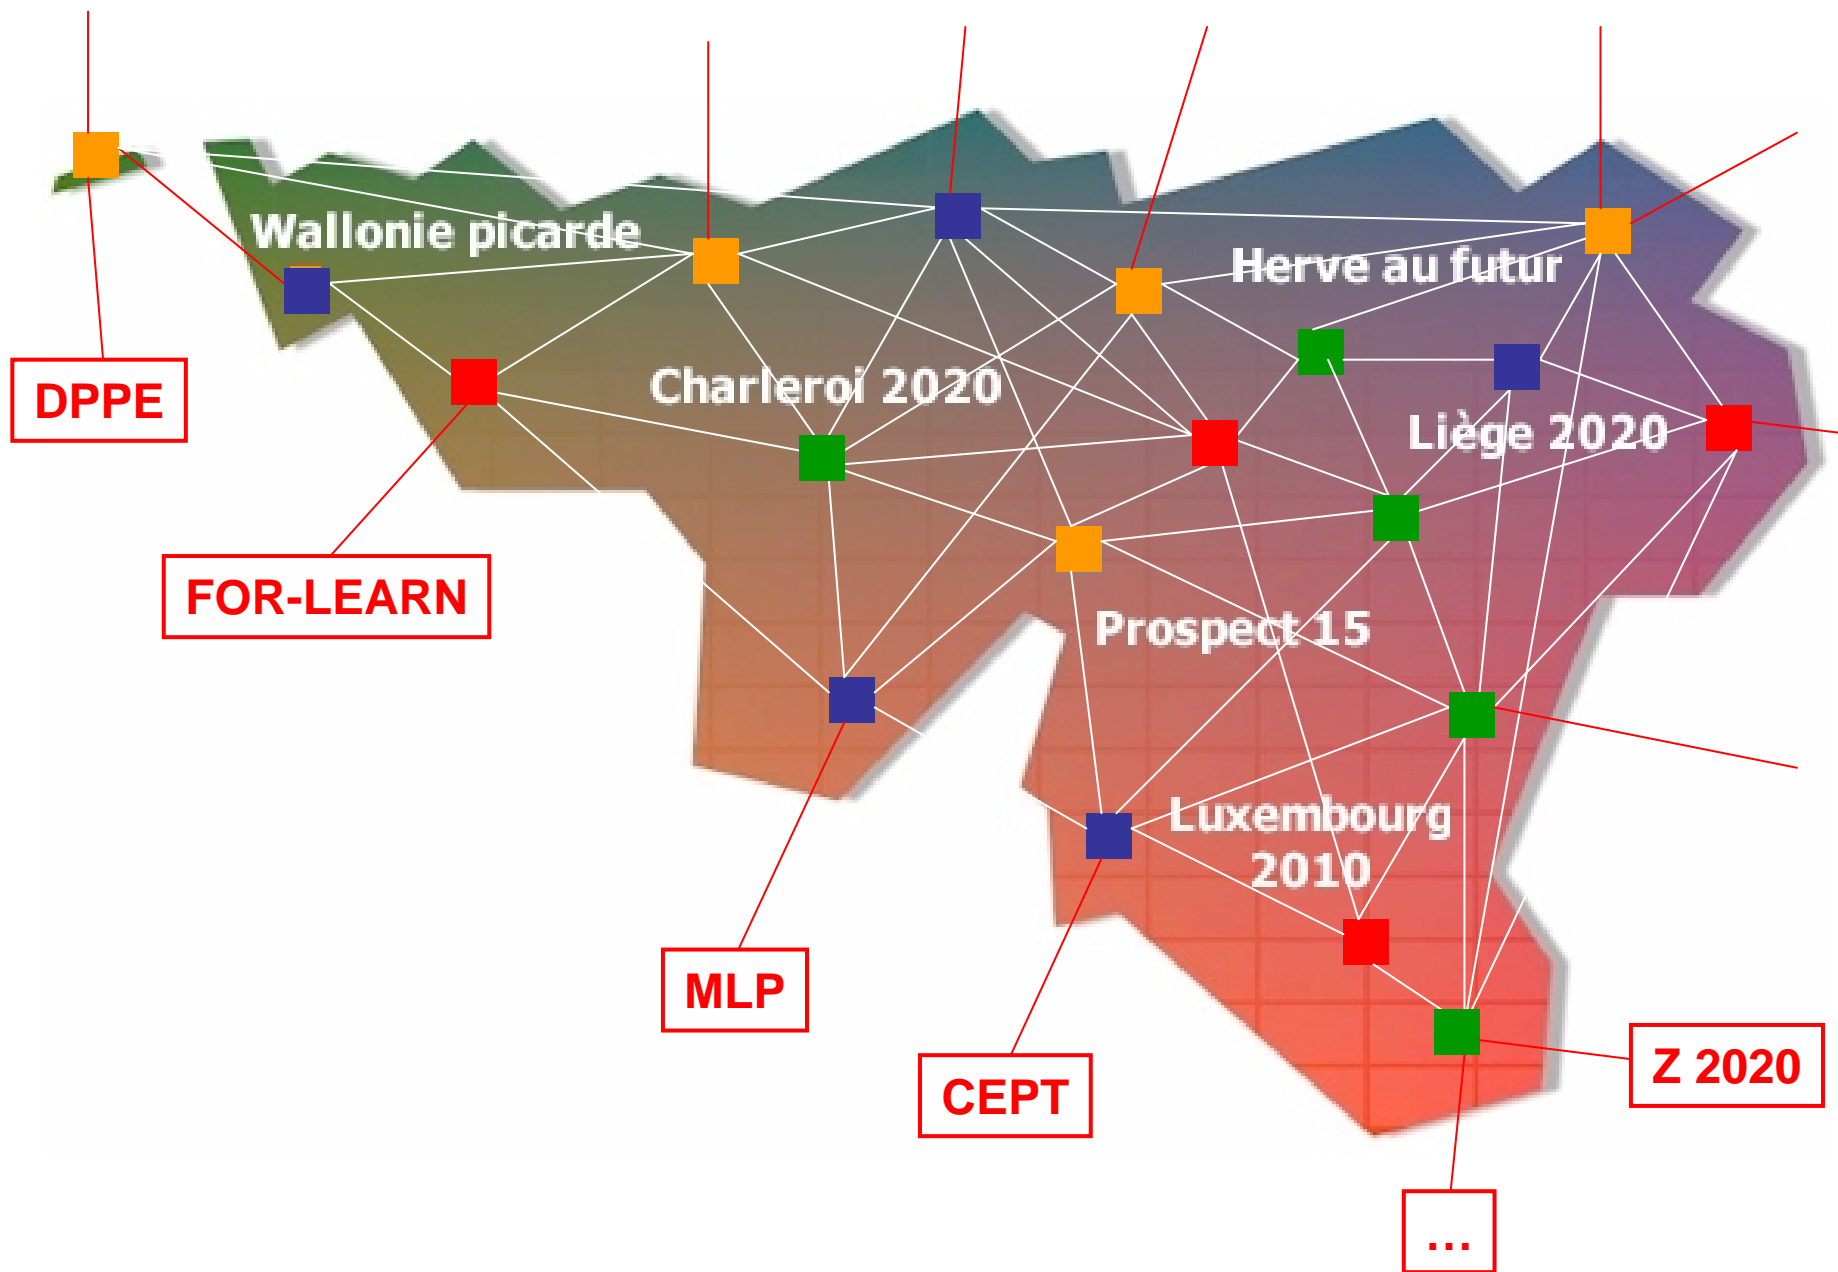 Wallonie picarde
Herve au futur
DPPE
Charleroi 2020
Liège 2020
FOR-LEARN
Prospect 15
Luxembourg
2010
MLP
CEPT
Z 2020
...